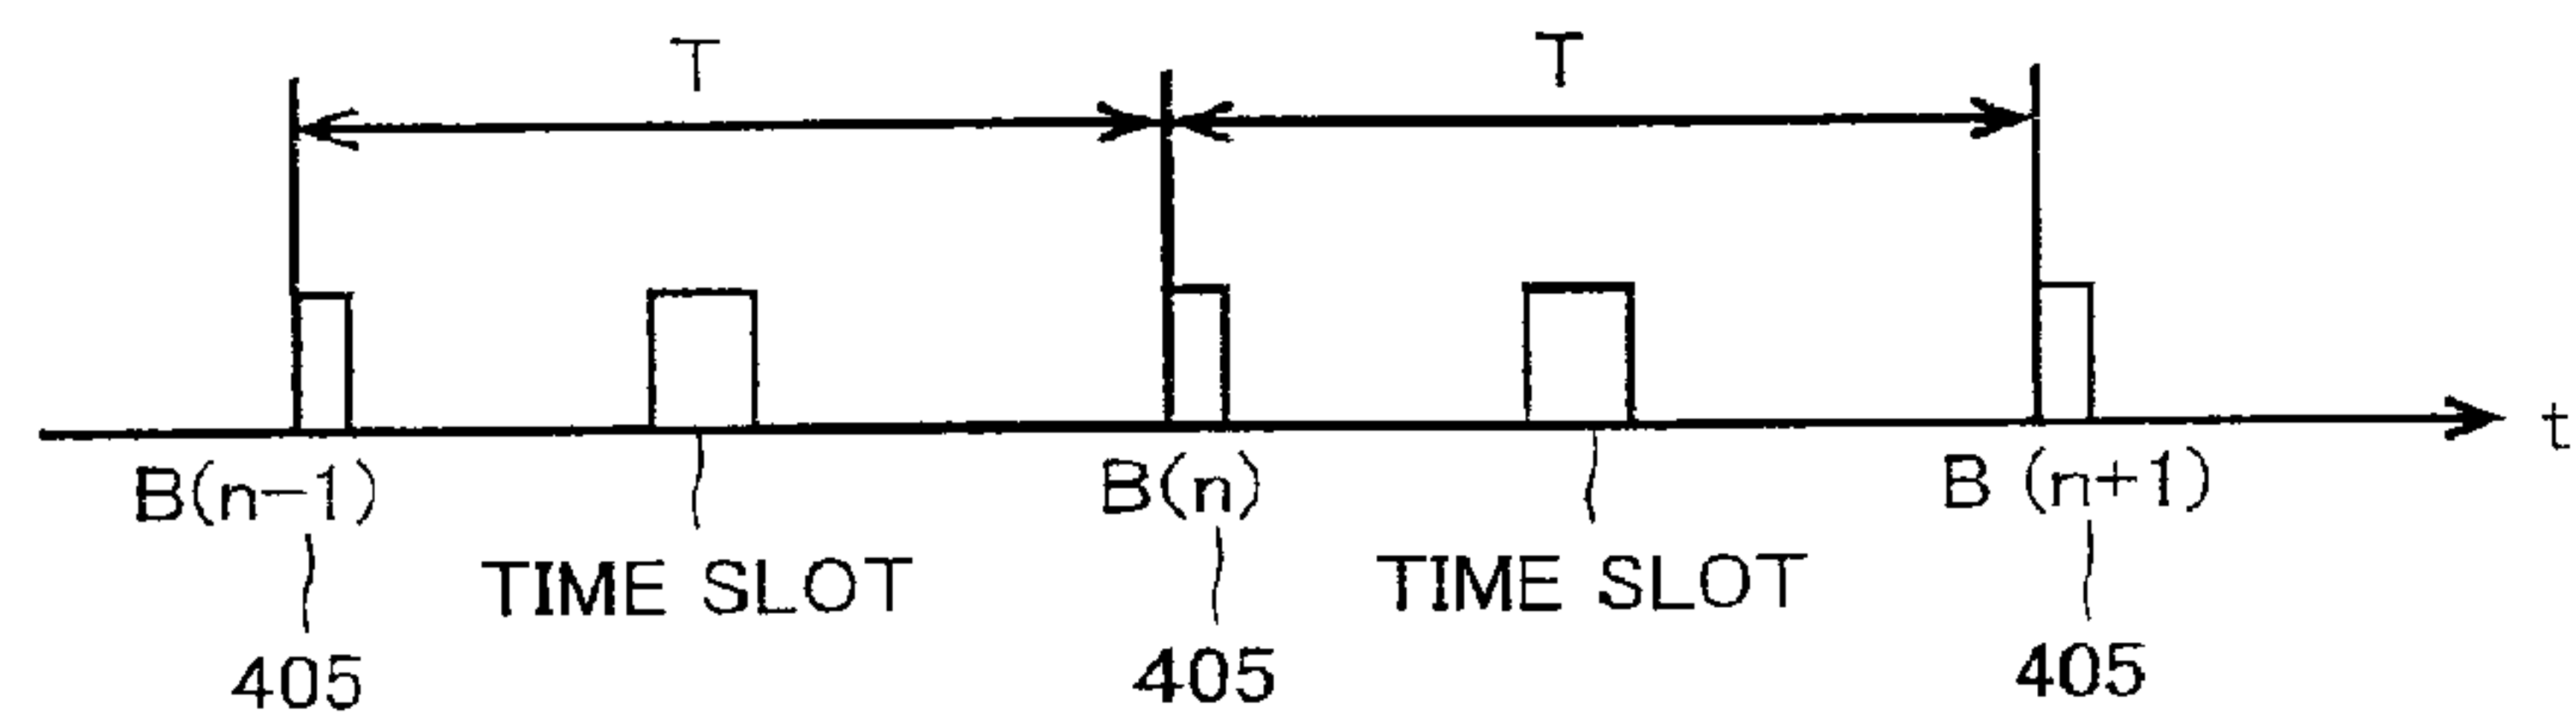 T T
t
B(n-1) B(n) B (n+1)
TIME SLOT TIME SLOT
405 405 405